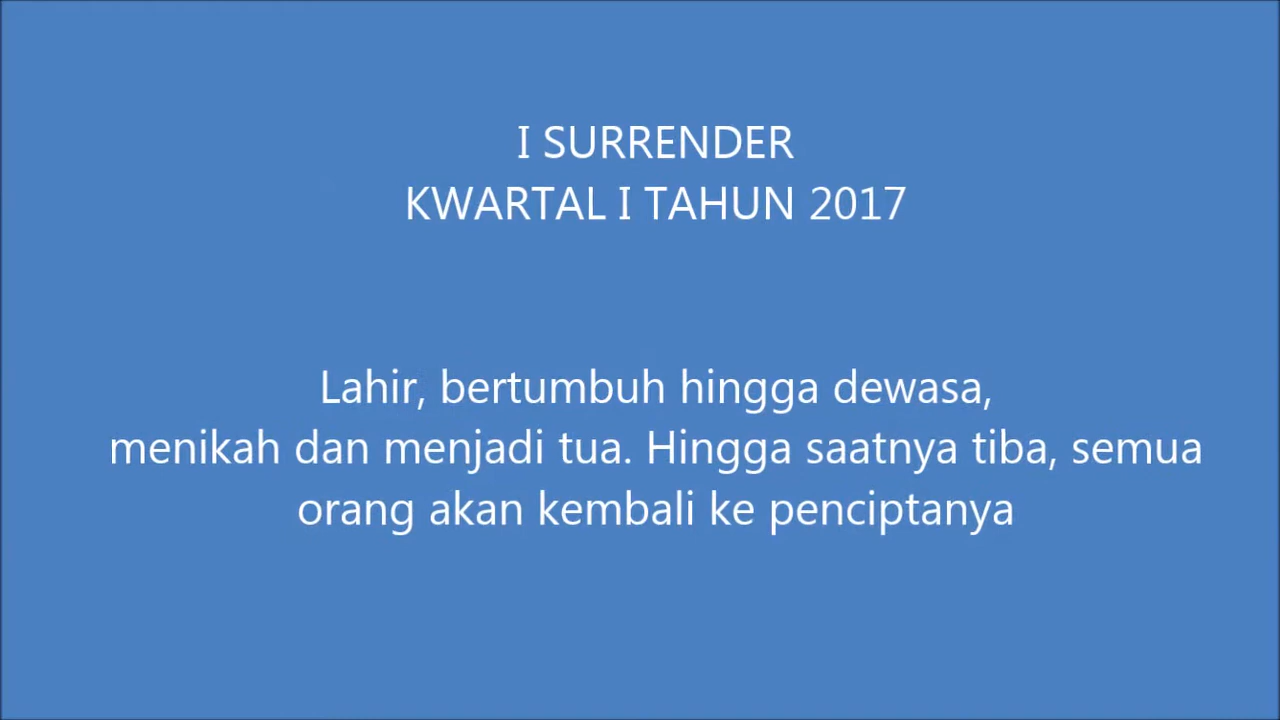 I SURRENDER
KWARTAL I TAHUN 2017
Lahir, bertumbuh hingga dewasa,
menikah dan menjadi tua. Hingga saatnya tiba, semua
orang akan kembali ke penciptanya